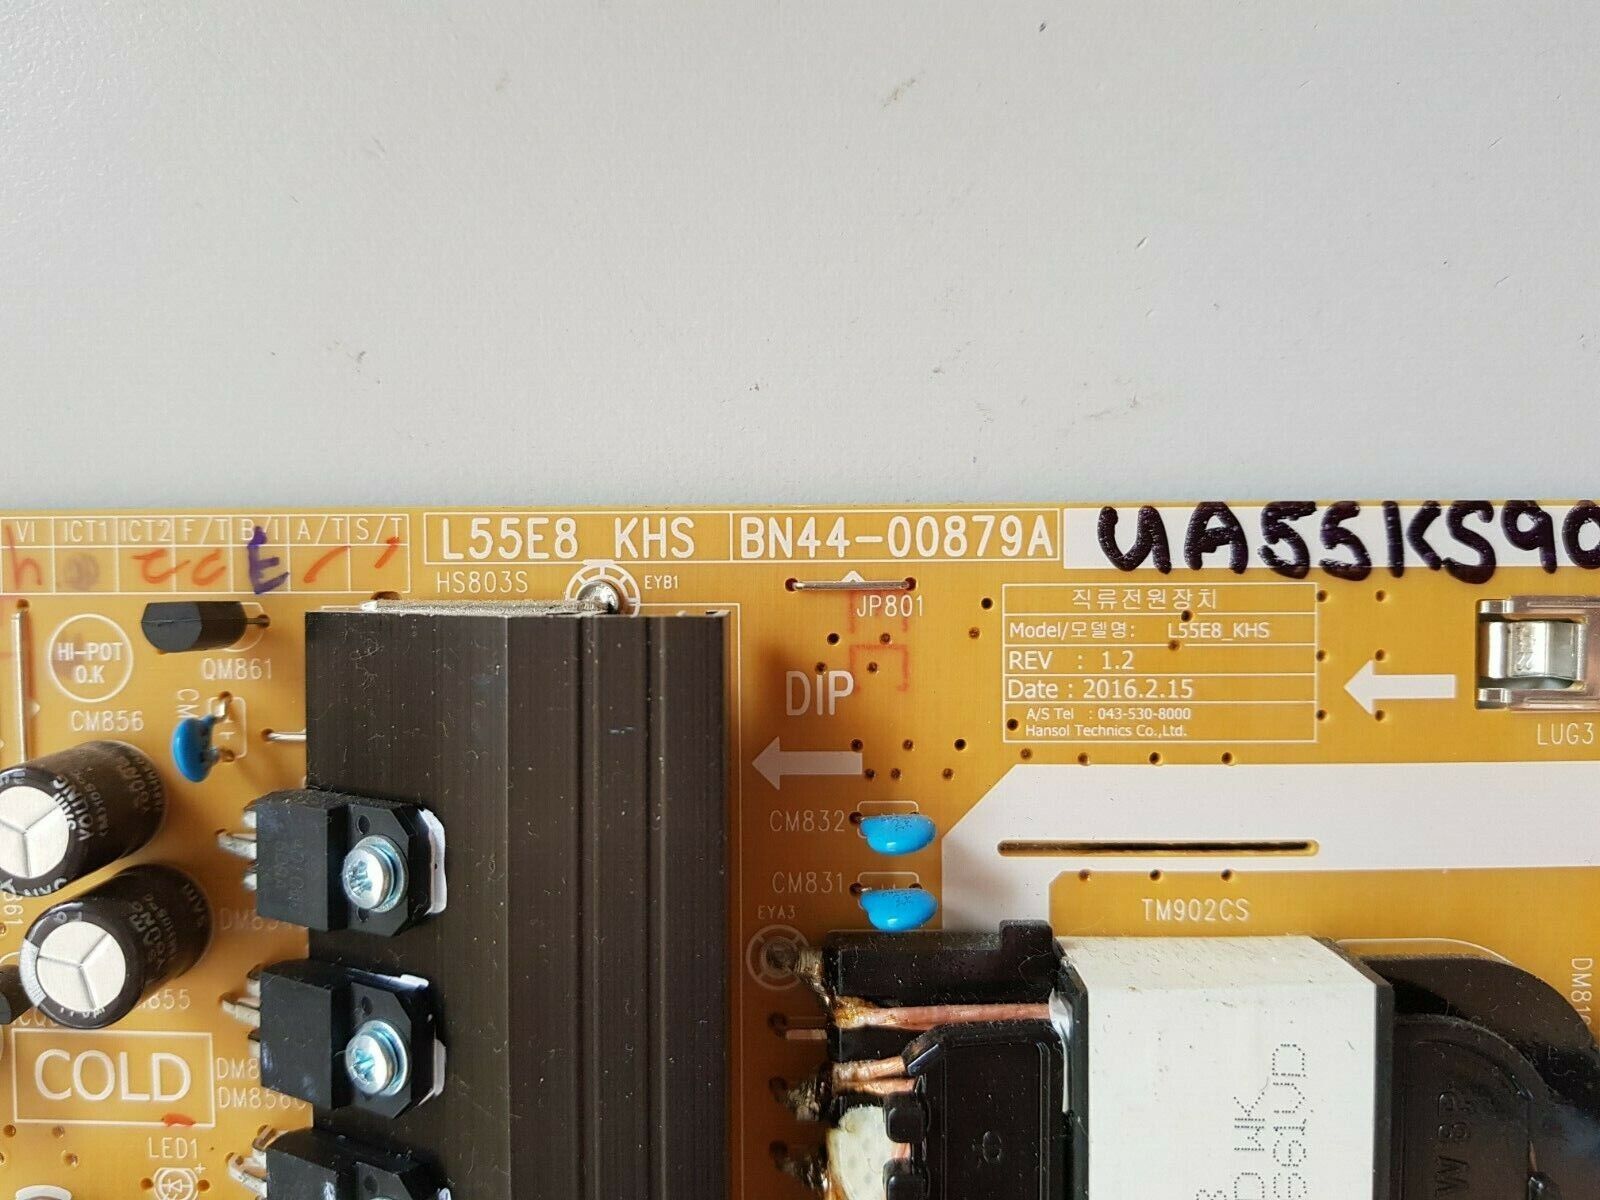 VI ICT1 ICT2 F/T B/I A/T S/T
L55E8 KHS
BN44-00879A
UA55KS90
HS803S
EYB1
JP801
HI-POT
O.K
QM861
CM856
DIP
직류전원장치
Model/모델명: L55E8_KHS
REV : 1.2
Date : 2016.2.15
A/S Tel : 043-530-8000
Hansol Technics Co.,Ltd.
LUG3
CM832
CM831
EYA3
TM902CS
COLD
DM856C
LED1